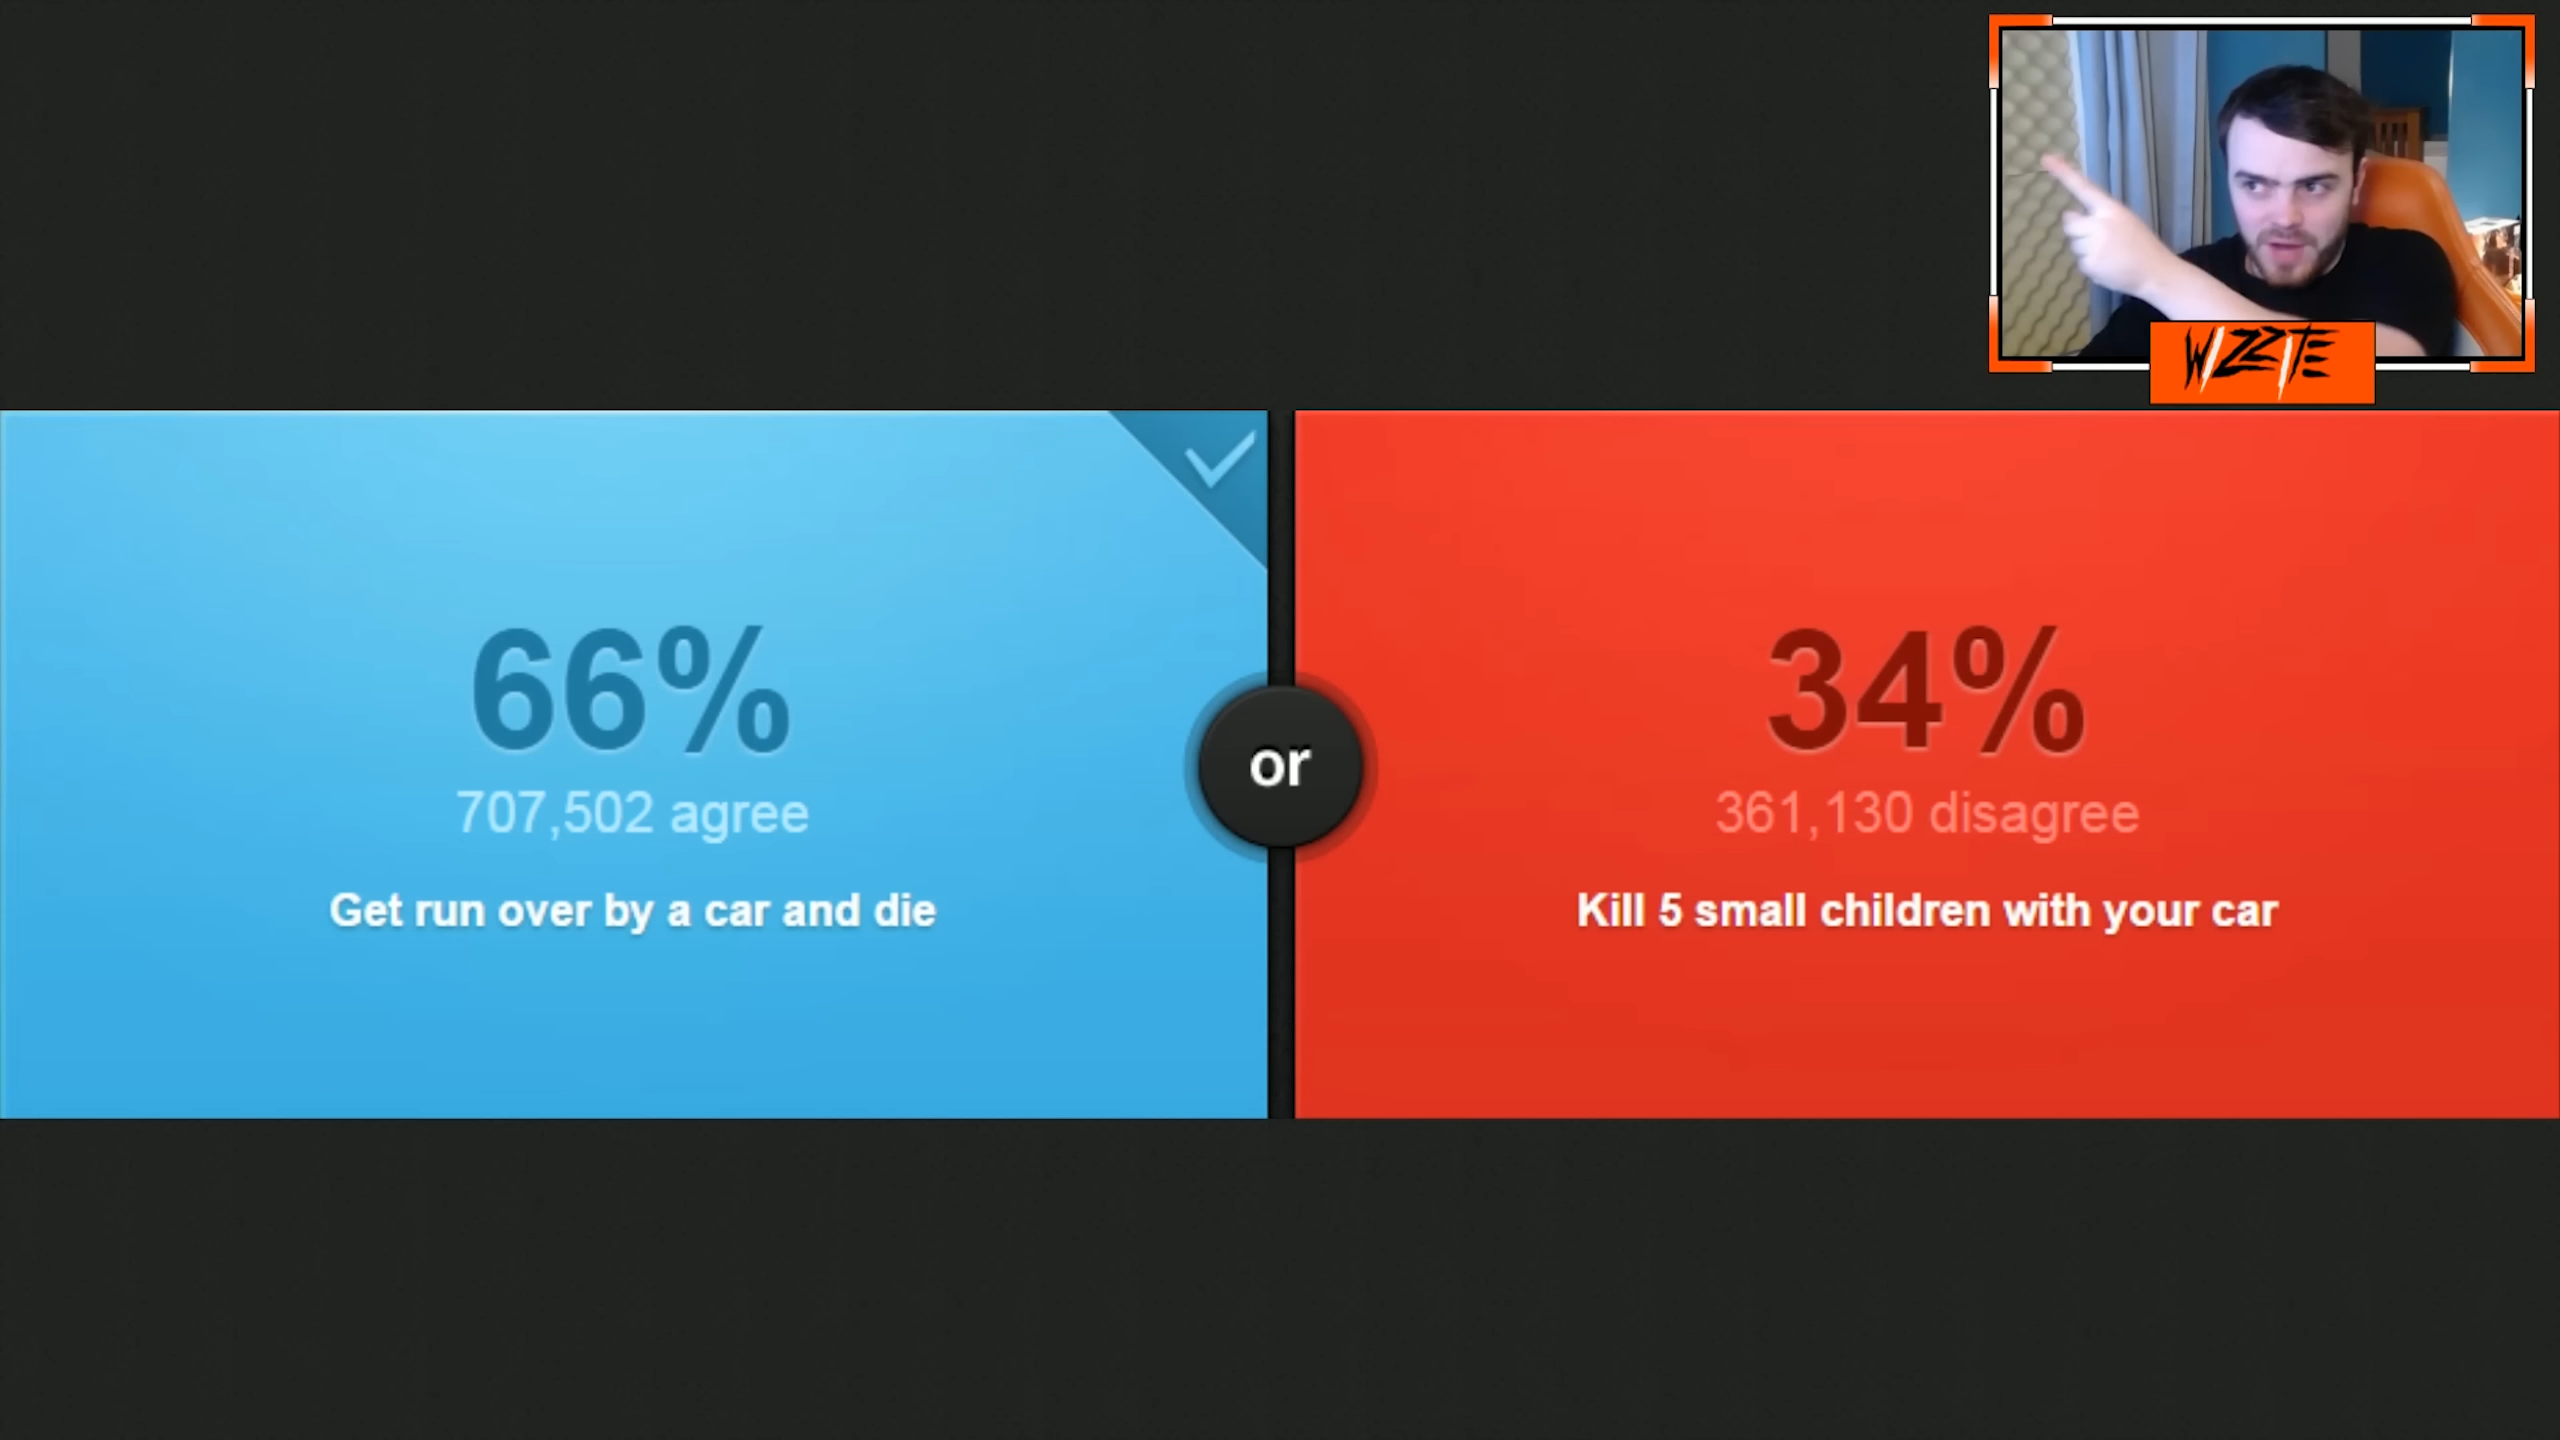 WIZZITE
66%
707,502 agree
Get run over by a car and die
or
34%
361,130 disagree
Kill 5 small children with your car